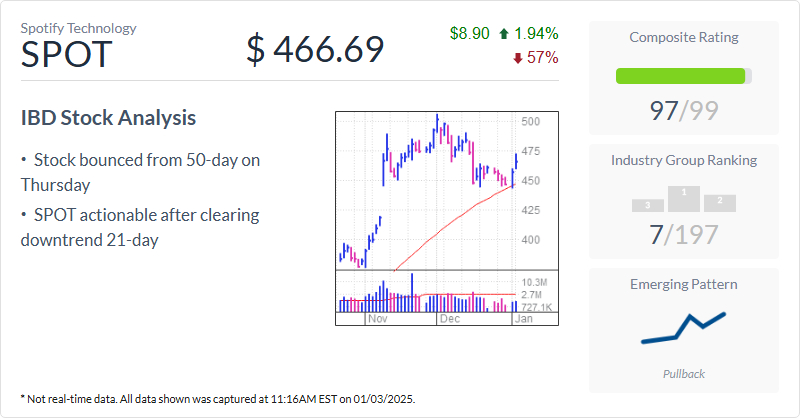 Spotify Technology
SPOT
$ 466.69
$8.90 1.94%
57%
IBD Stock Analysis
• Stock bounced from 50-day on
Thursday
• SPOT actionable after clearing
downtrend 21-day
500
475
450
425
400
10.3M
2.7M
727.1K
Nov Dec Jan
Composite Rating
97/99
Industry Group Ranking
3 1 2
7/197
Emerging Pattern
Pullback
* Not real-time data. All data shown was captured at 11:16AM EST on 01/03/2025.